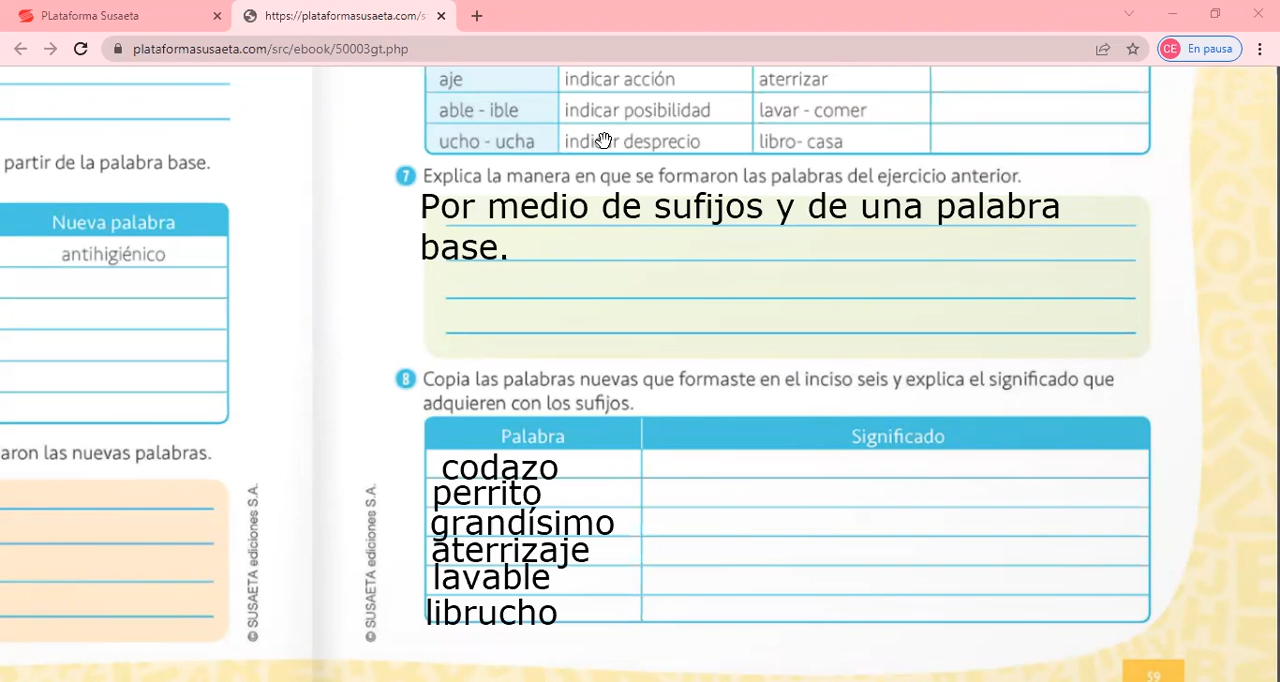 PLataforma Susaeta
https://plataformasusaeta.com/s
plataformasusaeta.com/src/ebook/50003gt.php
CE
En pausa
partir de la palabra base.
Nueva palabra
antihigiénico
aron las nuevas palabras.
© SUSAETA ediciones S.A.
© SUSAETA ediciones S.A.
aje indicar acción aterrizar
able - ible indicar posibilidad lavar - comer
ucho - ucha indicar desprecio libro- casa
7 Explica la manera en que se formaron las palabras del ejercicio anterior.
Por medio de sufijos y de una palabra
base.
8 Copia las palabras nuevas que formaste en el inciso seis y explica el significado que
adquieren con los sufijos.
Palabra Significado
codazo
perrito
grandísimo
aterrizaje
lavable
librucho
59